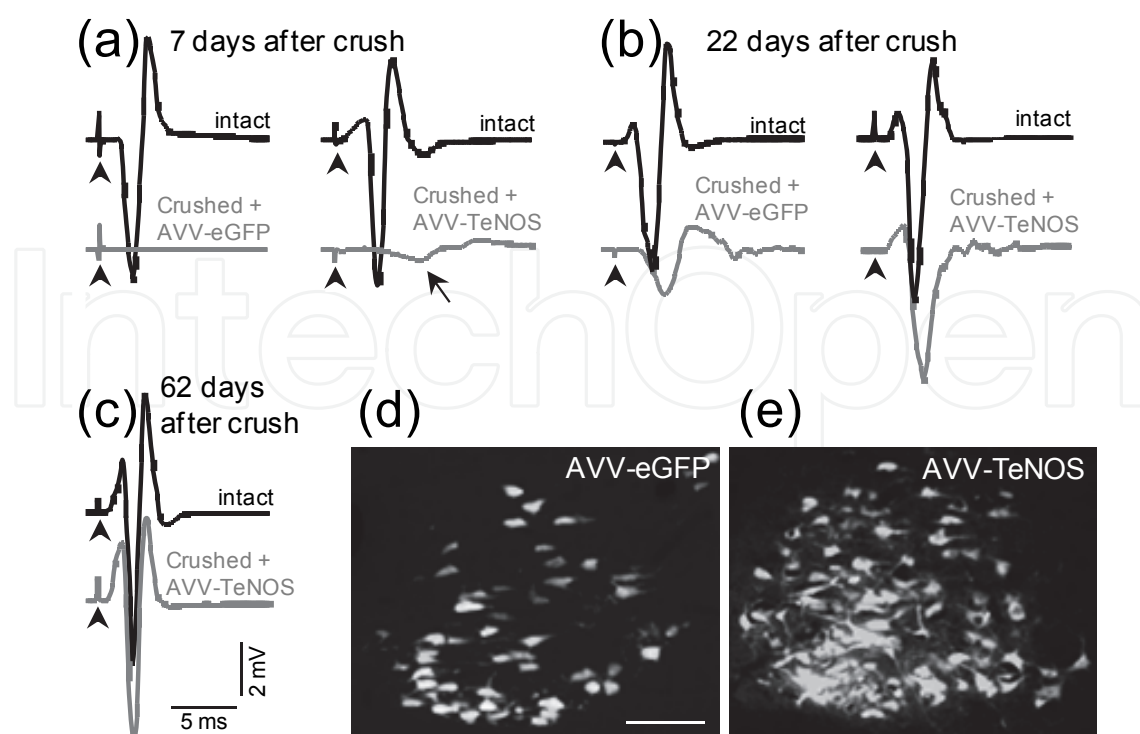 (a) 7 days after crush
intact
Crushed +
AVV-eGFP
intact
Crushed +
AVV-TeNOS
(b) 22 days after crush
intact
Crushed +
AVV-eGFP
intact
Crushed +
AVV-TeNOS
IntechOpen
(c) 62 days
after crush
intact
Crushed +
AVV-TeNOS
2 mV
5 ms
(d)
AVV-eGFP
(e)
AVV-TeNOS